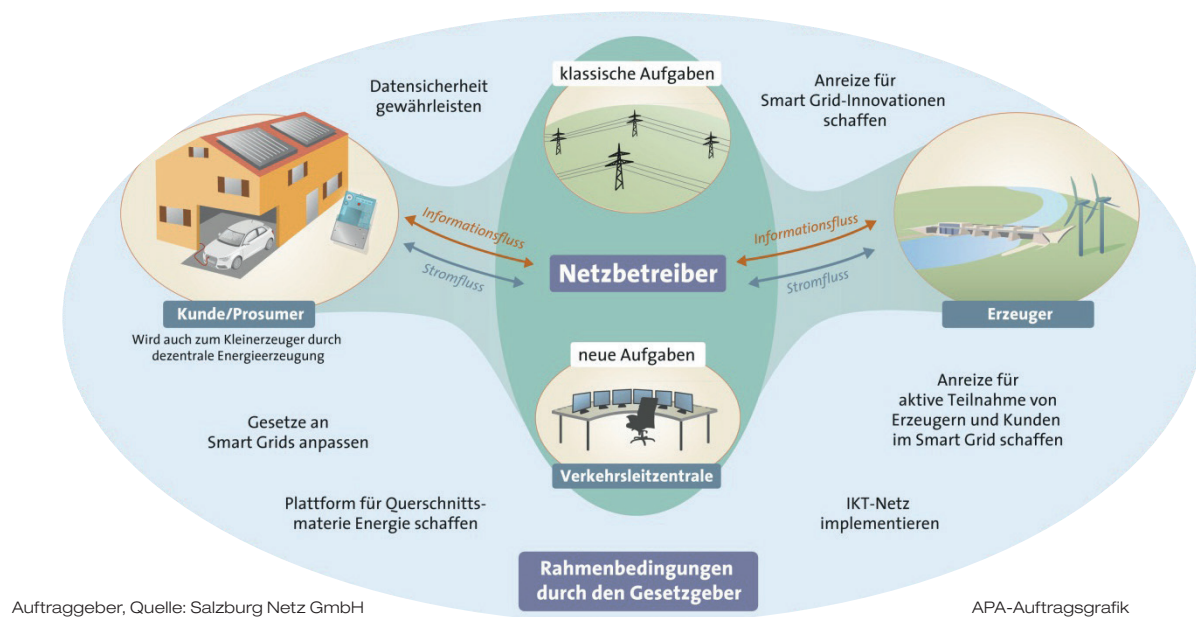 klassische Aufgaben
Datensicherheit
gewährleisten
Anreize für
Smart Grid-Innovationen
schaffen
Informationsfluss
Stromfluss
Netzbetreiber
Informationsfluss
Stromfluss
Kunde/Prosumer
Wird auch zum Kleinerzeuger durch
dezentrale Energieerzeugung
Erzeuger
neue Aufgaben
Verkehrsleitzentrale
Gesetze an
Smart Grids anpassen
Anreize für
aktive Teilnahme von
Erzeugern und Kunden
im Smart Grid schaffen
Plattform für Querschnitts-
materie Energie schaffen
IKT-Netz
implementieren
Rahmenbedingungen
durch den Gesetzgeber
Auftraggeber, Quelle: Salzburg Netz GmbH
APA-Auftragsgrafik